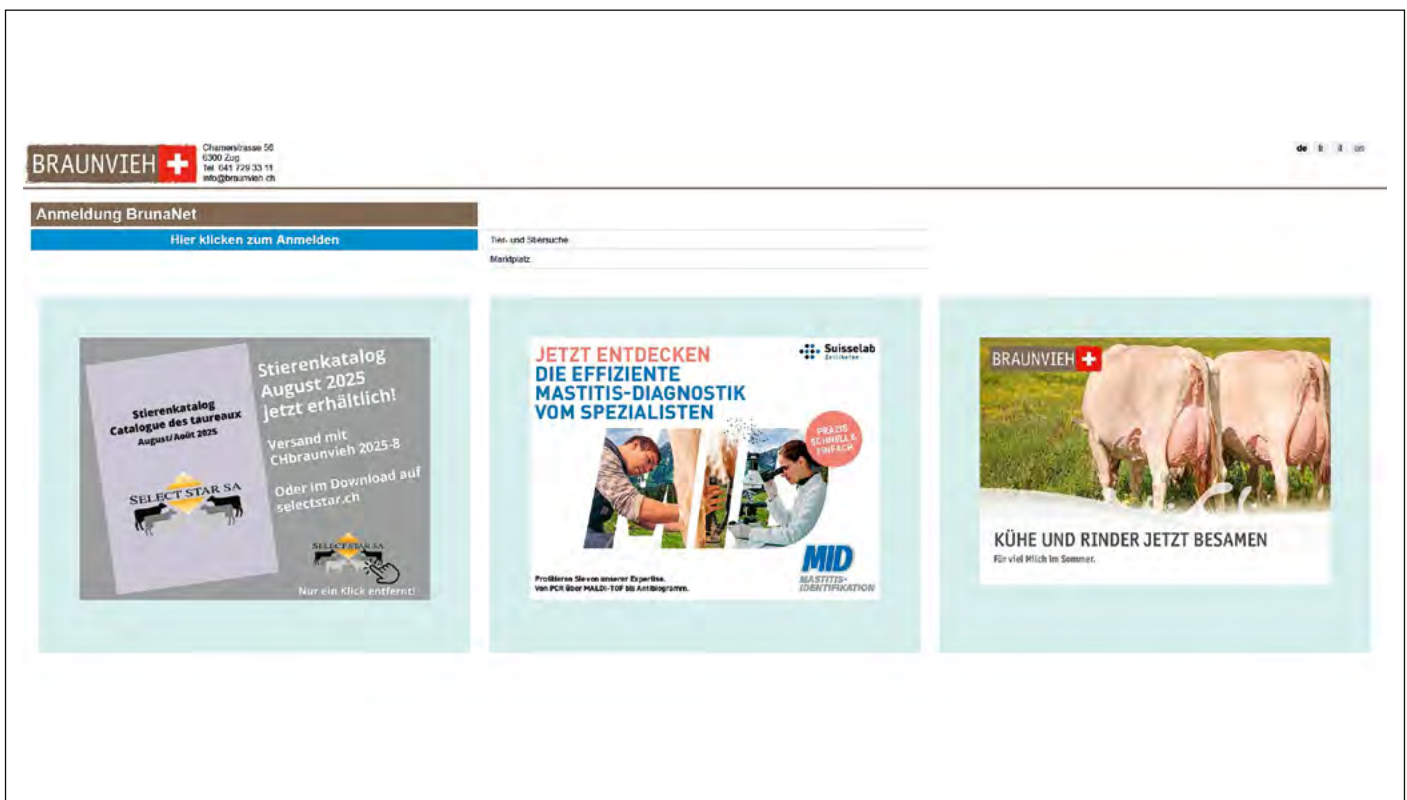 BRAUNVIEH
Chamerstrasse 56
6300 Zug
Tel. 041 729 33 11
info@braunvieh.ch
de fr it en
Anmeldung BrunaNet
Hier klicken zum Anmelden
Tier- und Stiersuche
Marktplatz
Stierenkatalog
Catalogue des taureaux
August/Août 2025
SELECT STAR SA
Stierenkatalog
August 2025
jetzt erhältlich!
Versand mit
CHbraunvieh 2025-8
Oder im Download auf
selectstar.ch
SELECT STAR SA
Nur ein Klick entfernt!
JETZT ENTDECKEN
DIE EFFIZIENTE
MASTITIS-DIAGNOSTIK
VOM SPEZIALISTEN
Suisselab
Zollikofen
PRÄZIS
SCHNELL &
EINFACH
MID
MASTITIS-
IDENTIFIKATION
Profitieren Sie von unserer Expertise.
Von PCR über MALDI-TOF bis Antibiogramm.
BRAUNVIEH
KÜHE UND RINDER JETZT BESAMEN
Für viel Milch im Sommer.